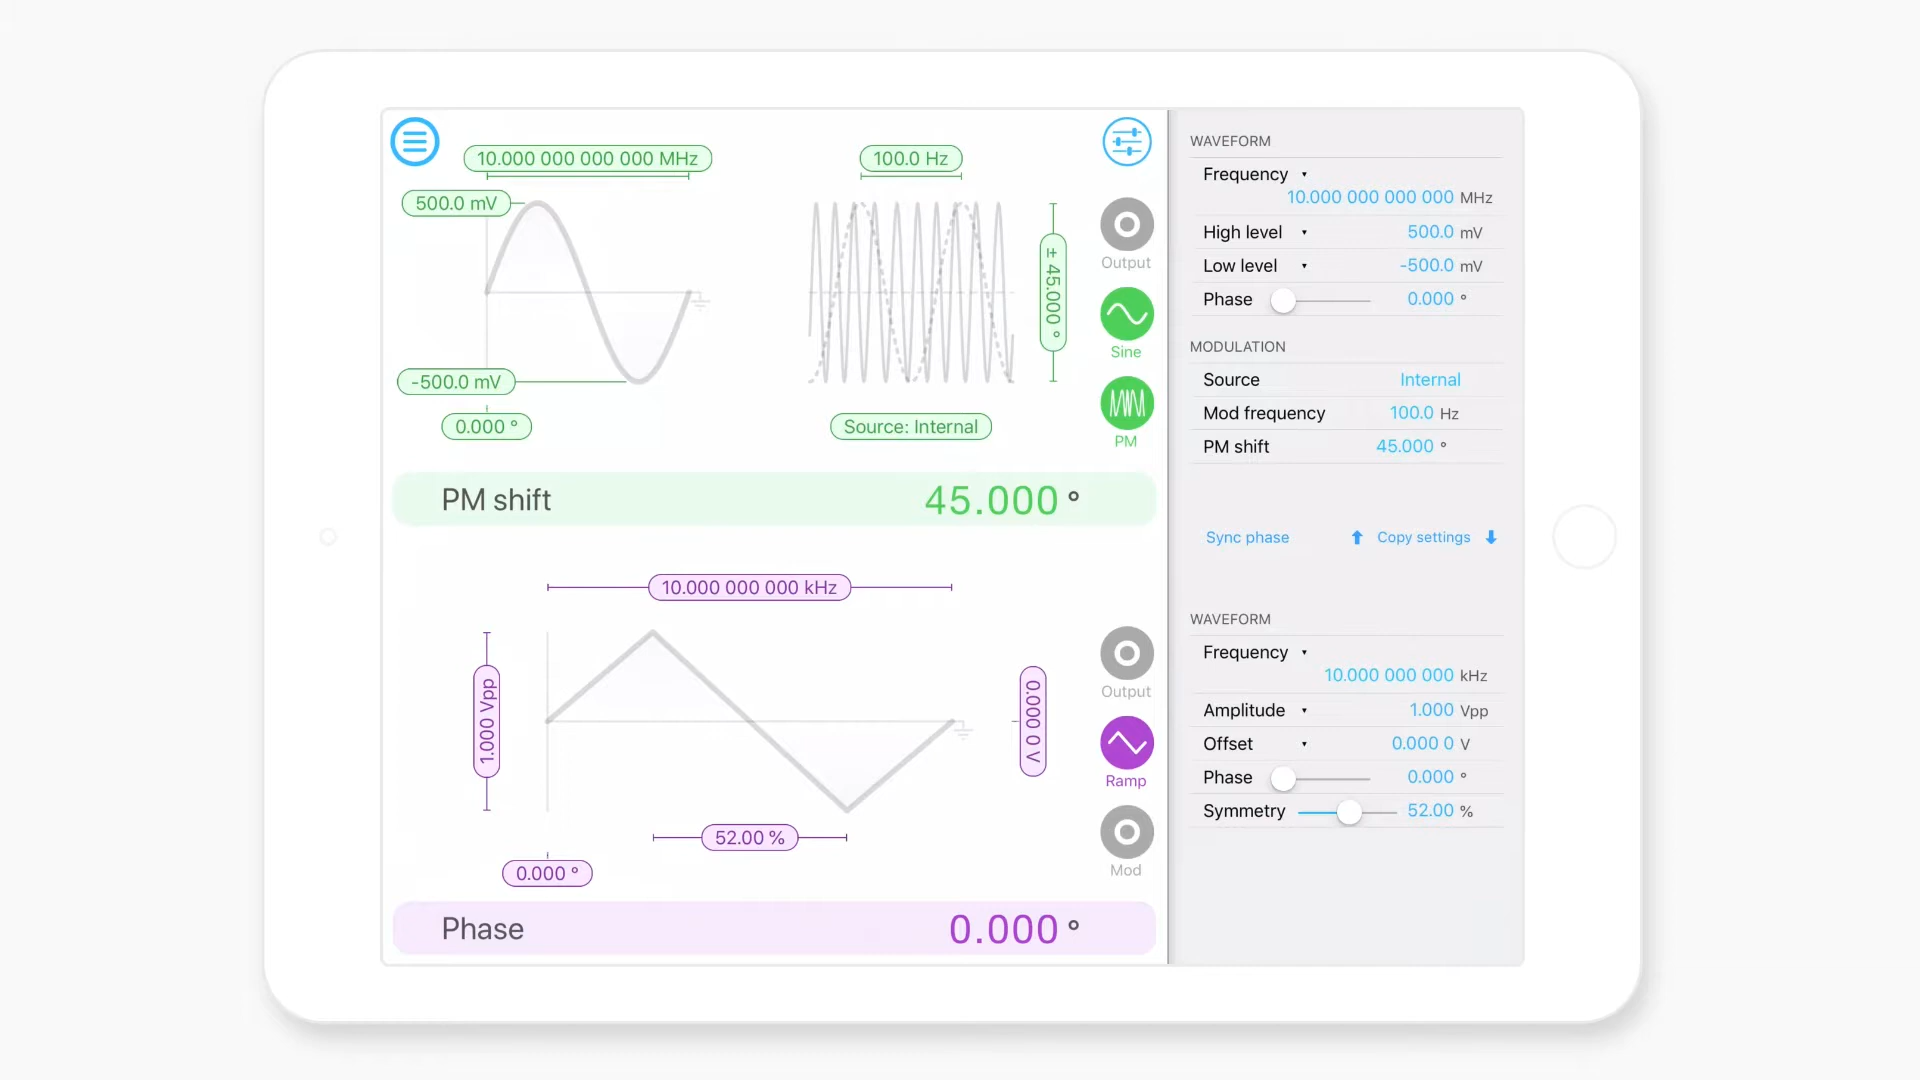 10.000 000 000 000 MHz
100.0 Hz
500.0 mV
± 45.000 °
-500.0 mV
0.000 °
Source: Internal
Output
Sine
PM
PM shift 45.000 °
10.000 000 000 kHz
1.000 Vpp
0.000 0 V
52.00 %
0.000 °
Output
Ramp
Mod
Phase 0.000 °
WAVEFORM
Frequency
10.000 000 000 000 MHz
High level 500.0 mV
Low level -500.0 mV
Phase 0.000 °
MODULATION
Source Internal
Mod frequency 100.0 Hz
PM shift 45.000 °
Sync phase Copy settings
WAVEFORM
Frequency
10.000 000 000 kHz
Amplitude 1.000 Vpp
Offset 0.000 0 V
Phase 0.000 °
Symmetry 52.00 %